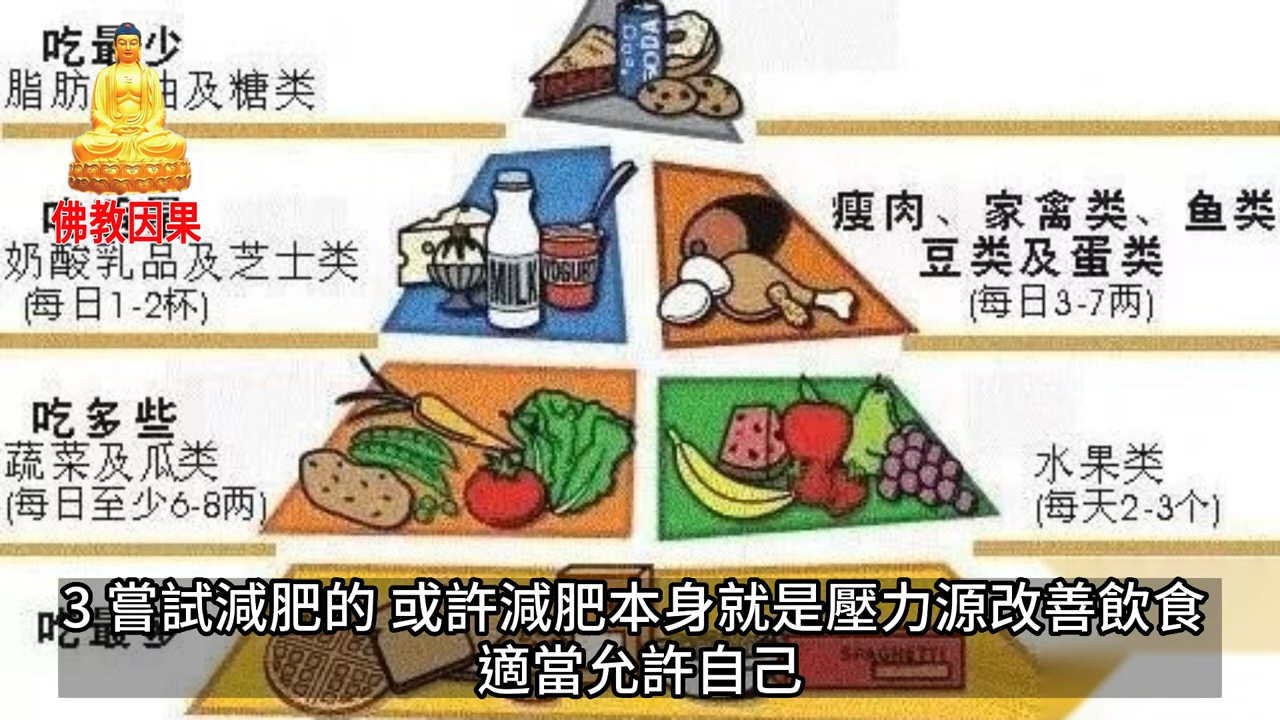 吃最少
脂肪、油及糖类
SODA
佛教因果
奶酸乳品及芝士类
(每日1-2杯)
MILK
YOGURT
瘦肉、家禽类、鱼类
豆类及蛋类
(每日3-7两)
吃多些
蔬菜及瓜类
(每日至少6-8两)
水果类
(每天2-3个)
SPAGHETTI
3 嘗試減肥的 或許減肥本身就是壓力源改善飲食
適當允許自己